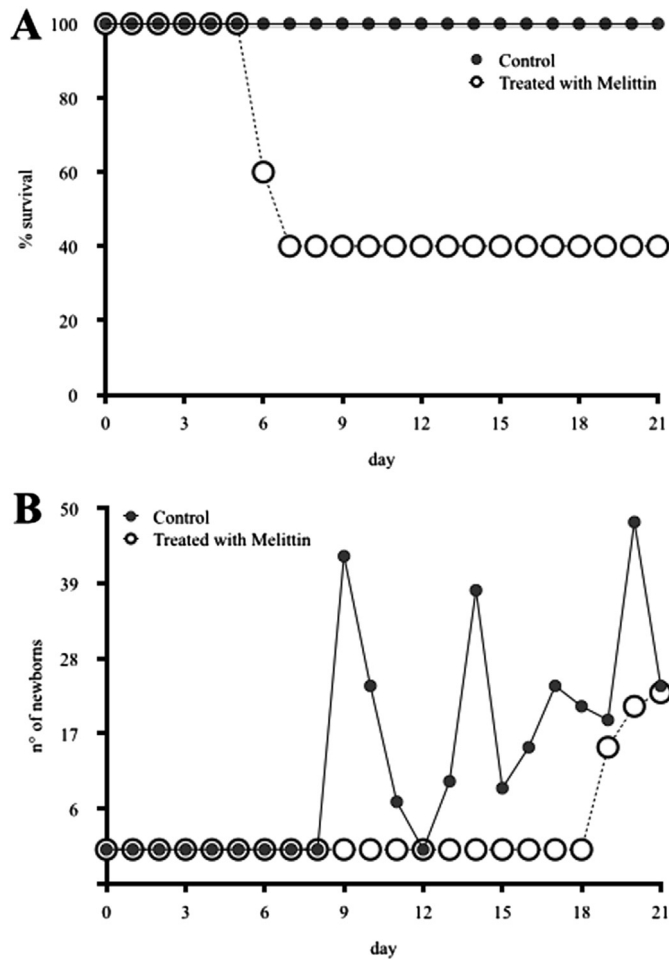 A
100
80
60
40
20
0
% survival
Control
Treated with Melittin
0 3 6 9 12 15 18 21
day
B
50
39
28
17
6
n° of newborns
Control
Treated with Melittin
0 3 6 9 12 15 18 21
day